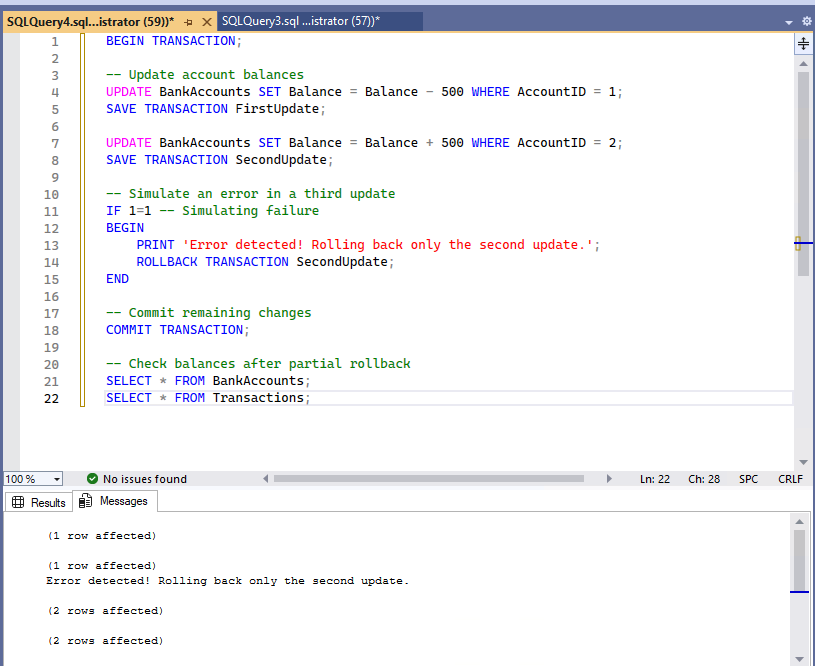 SQLQuery4.sql...istrator (59))* SQLQuery3.sql ...istrator (57))*
1 BEGIN TRANSACTION;
2
3 -- Update account balances
4 UPDATE BankAccounts SET Balance = Balance - 500 WHERE AccountID = 1;
5 SAVE TRANSACTION FirstUpdate;
6
7 UPDATE BankAccounts SET Balance = Balance + 500 WHERE AccountID = 2;
8 SAVE TRANSACTION SecondUpdate;
9
10 -- Simulate an error in a third update
11 IF 1=1 -- Simulating failure
12 BEGIN
13 PRINT 'Error detected! Rolling back only the second update.';
14 ROLLBACK TRANSACTION SecondUpdate;
15 END
16
17 -- Commit remaining changes
18 COMMIT TRANSACTION;
19
20 -- Check balances after partial rollback
21 SELECT * FROM BankAccounts;
22 SELECT * FROM Transactions;
100 % No issues found Ln: 22 Ch: 28 SPC CRLF
Results Messages
(1 row affected)
(1 row affected)
Error detected! Rolling back only the second update.
(2 rows affected)
(2 rows affected)